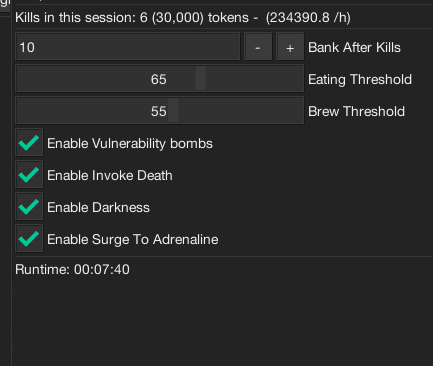 Kills in this session: 6 (30,000) tokens - (234390.8 /h)
10 - + Bank After Kills
65 Eating Threshold
55 Brew Threshold
Enable Vulnerability bombs
Enable Invoke Death
Enable Darkness
Enable Surge To Adrenaline
Runtime: 00:07:40